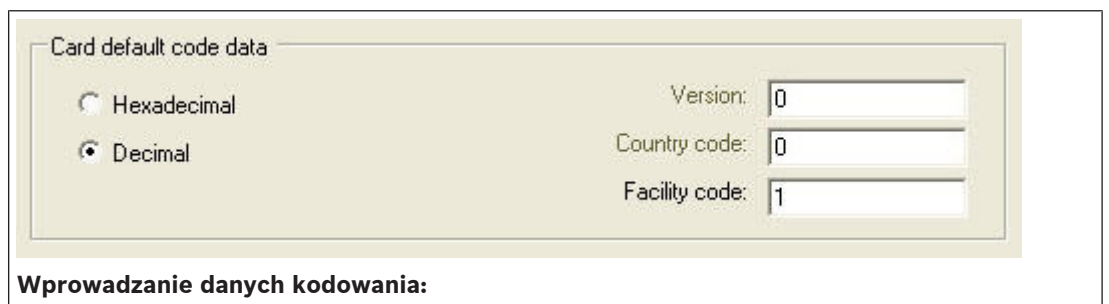 Card default code data
Hexadecimal
Version: 0
Decimal
Country code: 0
Facility code: 1
Wprowadzanie danych kodowania: